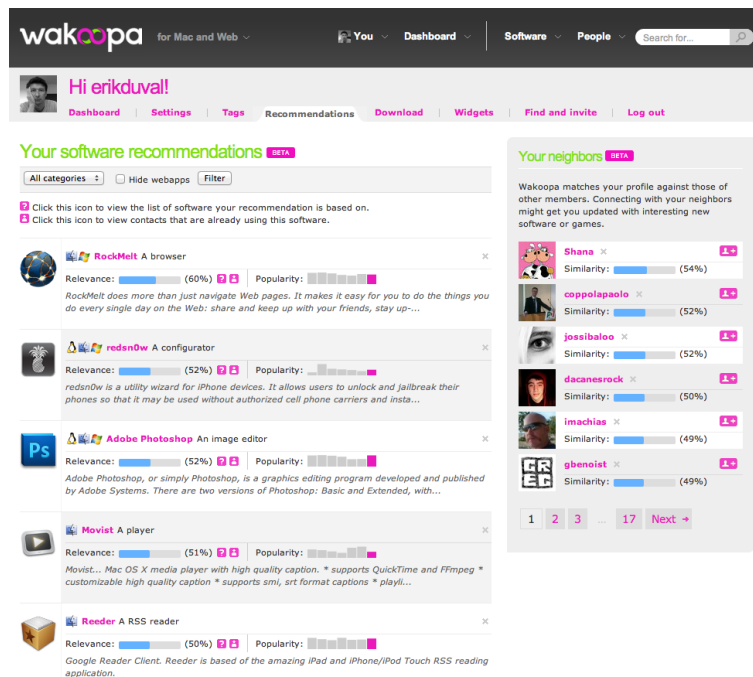 wakoopa for Mac and Web You Dashboard Software People Search for...
Hi erikduval!
Dashboard Settings Tags Recommendations Download Widgets Find and invite Log out
Your software recommendations BETA
All categories Hide webapps Filter
? Click this icon to view the list of software your recommendation is based on.
Click this icon to view contacts that are already using this software.
RockMelt A browser ×
Relevance: (60%) ? Popularity:
RockMelt does more than just navigate Web pages. It makes it easy for you to do the things you
do every single day on the Web: share and keep up with your friends, stay up-...
redsn0w A configurator ×
Relevance: (52%) ? Popularity:
redsn0w is a utility wizard for iPhone devices. It allows users to unlock and jailbreak their
phones so that it may be used without authorized cell phone carriers and insta...
Ps
Adobe Photoshop An image editor ×
Relevance: (52%) ? Popularity:
Adobe Photoshop, or simply Photoshop, is a graphics editing program developed and published
by Adobe Systems. There are two versions of Photoshop: Basic and Extended, with...
Movist A player ×
Relevance: (51%) ? Popularity:
Movist... Mac OS X media player with high quality caption. * supports QuickTime and FFmpeg *
customizable high quality caption * supports smi, srt format captions * playli...
Reeder A RSS reader ×
Relevance: (50%) ? Popularity:
Google Reader Client. Reeder is based of the amazing iPad and iPhone/iPod Touch RSS reading
application.
Your neighbors BETA
Wakoopa matches your profile against those of
other members. Connecting with your neighbors
might get you updated with interesting new
software or games.
Shana ×
Similarity: (54%)
coppolapaolo ×
Similarity: (52%)
jossibaloo ×
Similarity: (52%)
dacanesrock ×
Similarity: (50%)
imachias ×
Similarity: (49%)
CREG
gbenoist ×
Similarity: (49%)
1 2 3 ... 17 Next →